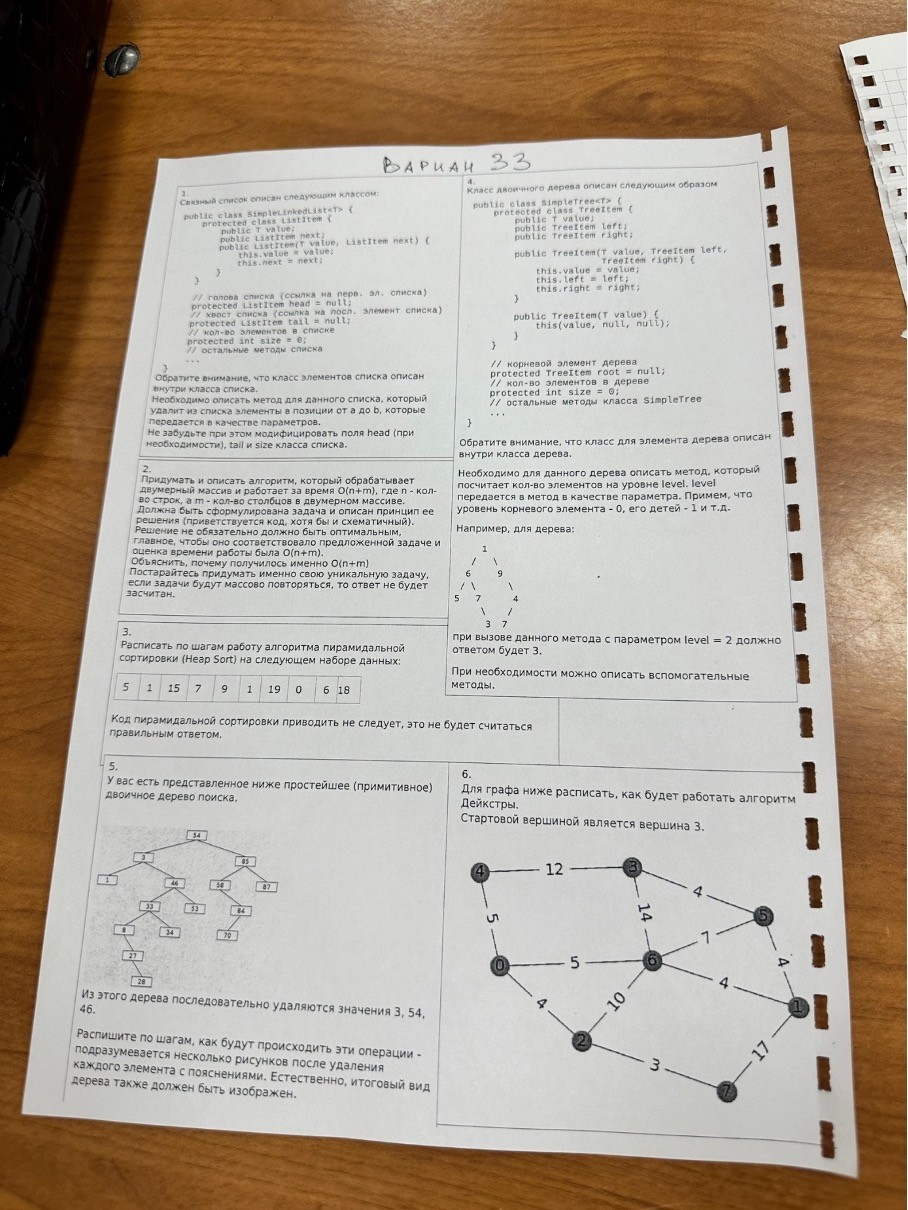 ВАРИАН 33
1.
Связный список описан следующим классом:
public class SimpleLinkedList<T> {
protected class ListItem {
public T value;
public ListItem next;
public ListItem(T value, ListItem next) {
this.value = value;
this.next = next;
}
}
// голова списка (ссылка на перв. эл. списка)
protected ListItem head = null;
// хвост списка (ссылка на посл. элемент списка)
protected ListItem tail = null;
// кол-во элементов в списке
protected int size = 0;
// остальные методы списка
...
}
Обратите внимание, что класс элементов списка описан
внутри класса списка.
Необходимо описать метод для данного списка, который
удалит из списка элементы в позиции от a до b, которые
передается в качестве параметров.
Не забудьте при этом модифицировать поля head (при
необходимости), tail и size класса списка.
2.
Придумать и описать алгоритм, который обрабатывает
двумерный массив и работает за время O(n+m), где n - кол-
во строк, а m - кол-во столбцов в двумерном массиве.
Должна быть сформулирована задача и описан принцип ее
решения (приветствуется код, хотя бы и схематичный).
Решение не обязательно должно быть оптимальным,
главное, чтобы оно соответствовало предложенной задаче и
оценка времени работы была O(n+m).
Объяснить, почему получилось именно O(n+m)
Постарайтесь придумать именно свою уникальную задачу,
если задачи будут массово повторяться, то ответ не будет
засчитан.
3.
Расписать по шагам работу алгоритма пирамидальной
сортировки (Heap Sort) на следующем наборе данных:
5 1 15 7 9 1 19 0 6 18
Код пирамидальной сортировки приводить не следует, это не будет считаться
правильным ответом.
4.
Класс двоичного дерева описан следующим образом
public class SimpleTree<T> {
protected class TreeItem {
public T value;
public TreeItem left;
public TreeItem right;
public TreeItem(T value, TreeItem left,
TreeItem right) {
this.value = value;
this.left = left;
this.right = right;
}
public TreeItem(T value) {
this(value, null, null);
}
}
// корневой элемент дерева
protected TreeItem root = null;
// кол-во элементов в дереве
protected int size = 0;
// остальные методы класса SimpleTree
...
}
Обратите внимание, что класс для элемента дерева описан
внутри класса дерева.
Необходимо для данного дерева описать метод, который
посчитает кол-во элементов на уровне level. level
передается в метод в качестве параметра. Примем, что
уровень корневого элемента - 0, его детей - 1 и т.д.
Например, для дерева:
1
/ \
6 9
/ \ \
5 7 4
\ /
3 7
при вызове данного метода с параметром level = 2 должно
ответом будет 3.
При необходимости можно описать вспомогательные
методы.
5.
У вас есть представленное ниже простейшее (примитивное)
двоичное дерево поиска.
54
3 85
1 46 58 87
33 53 84
8 34 70
27
28
Из этого дерева последовательно удаляются значения 3, 54,
46.
Распишите по шагам, как будут происходить эти операции -
подразумевается несколько рисунков после удаления
каждого элемента с пояснениями. Естественно, итоговый вид
дерева также должен быть изображен.
6.
Для графа ниже расписать, как будет работать алгоритм
Дейкстры.
Стартовой вершиной является вершина 3.
4 12 3
4
5 14 5
7
0 5 6 4
4 10 4 1
2 17
3
7